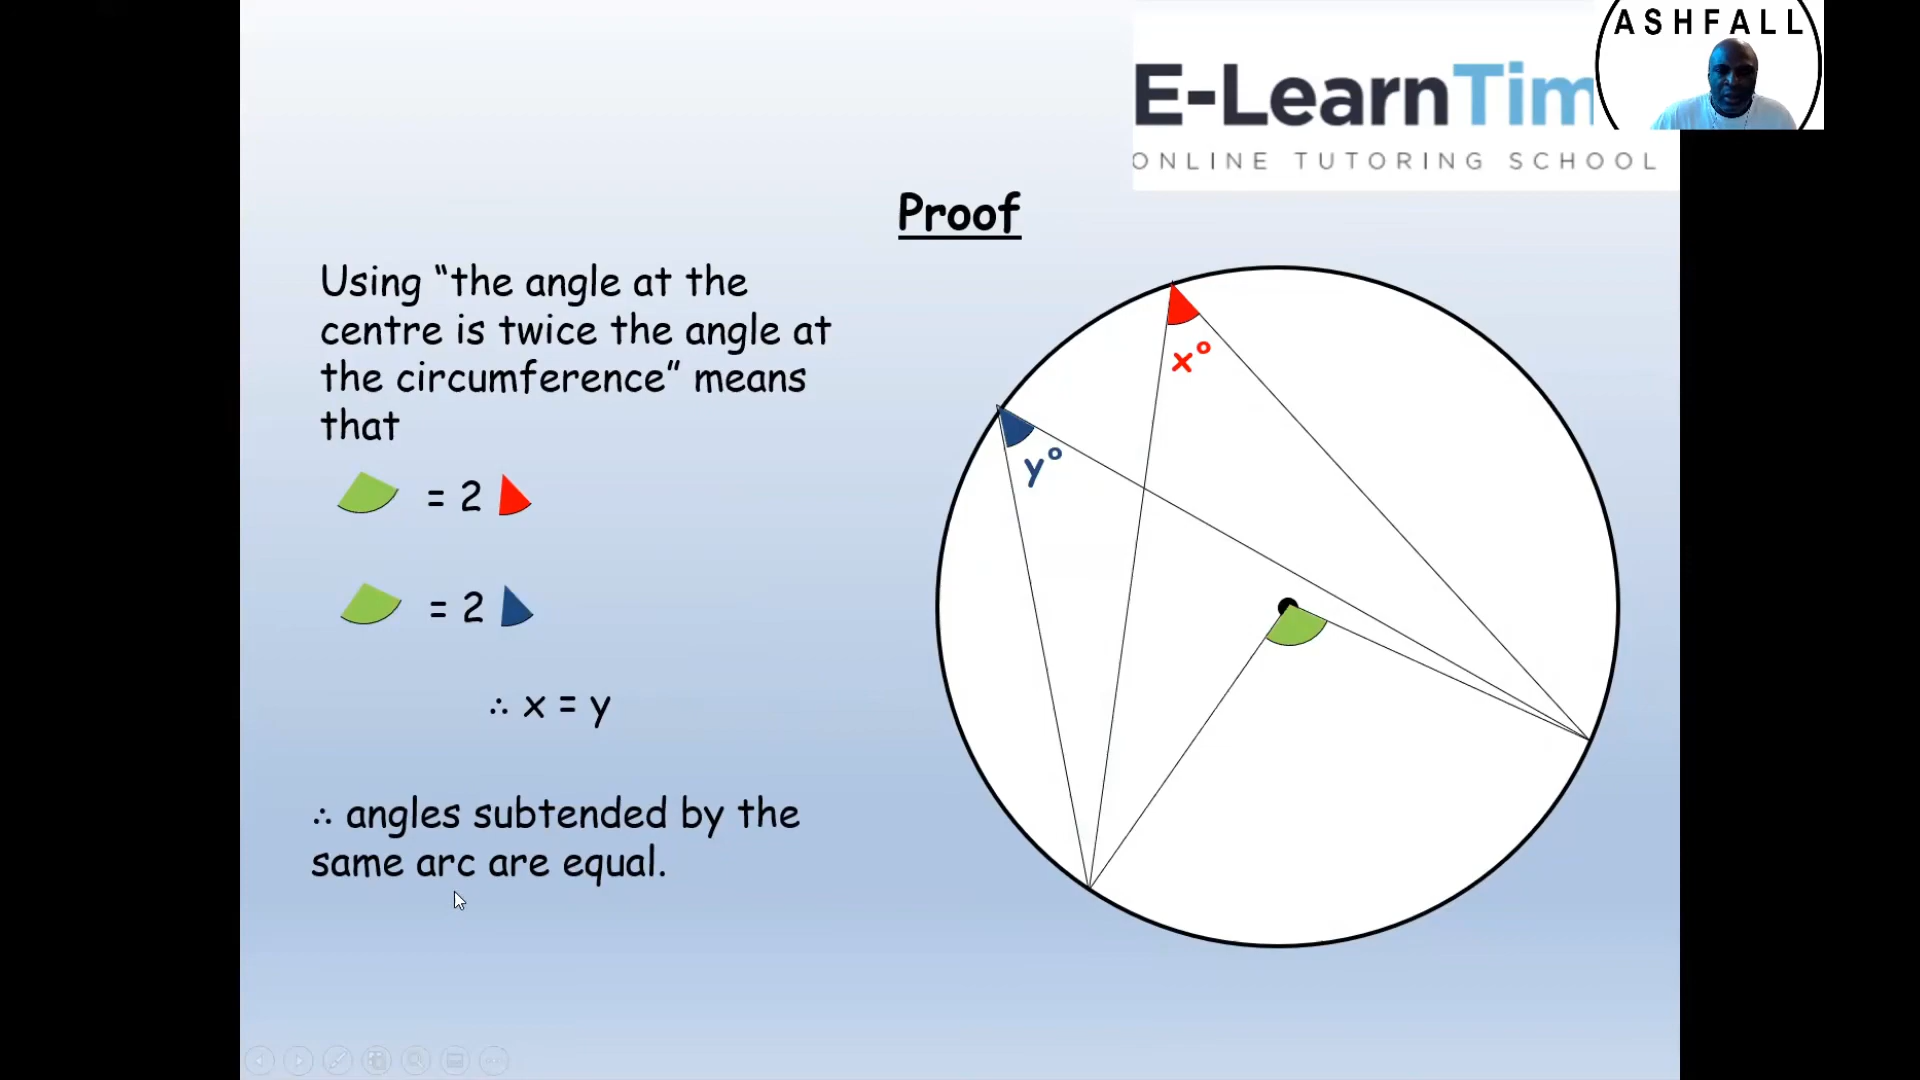 ASHFALL
E-LearnTim
ONLINE TUTORING SCHOOL
Proof
Using “the angle at the
centre is twice the angle at
the circumference” means
that
= 2
= 2
∴ x = y
∴ angles subtended by the
same arc are equal.
x°
y°